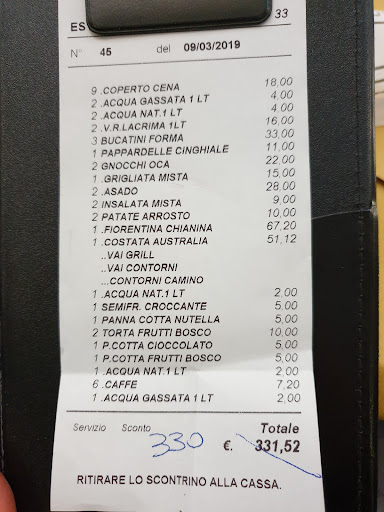 ES 33
N° 45 del 09/03/2019
9 .COPERTO CENA 18,00
2 .ACQUA GASSATA 1 LT 4,00
2 .ACQUA NAT.1 LT 4,00
2 .V.R.LACRIMA 1LT 16,00
3 BUCATINI FORMA 33,00
1 PAPPARDELLE CINGHIALE 11,00
2 GNOCCHI OCA 22,00
1 .GRIGLIATA MISTA 15,00
2 .ASADO 28,00
2 INSALATA MISTA 9,00
2 PATATE ARROSTO 10,00
1 .FIORENTINA CHIANINA 67,20
1 .COSTATA AUSTRALIA 51,12
..VAI GRILL
..VAI CONTORNI
...CONTORNI CAMINO
1 .ACQUA NAT.1 LT 2,00
1 SEMIFR. CROCCANTE 5,00
1 PANNA COTTA NUTELLA 5,00
2 TORTA FRUTTI BOSCO 10,00
1 P.COTTA CIOCCOLATO 5,00
1 P.COTTA FRUTTI BOSCO 5,00
1 .ACQUA NAT.1 LT 2,00
6 .CAFFE 7,20
1 .ACQUA GASSATA 1 LT 2,00
Servizio Sconto Totale
330 €. 331,52
RITIRARE LO SCONTRINO ALLA CASSA.